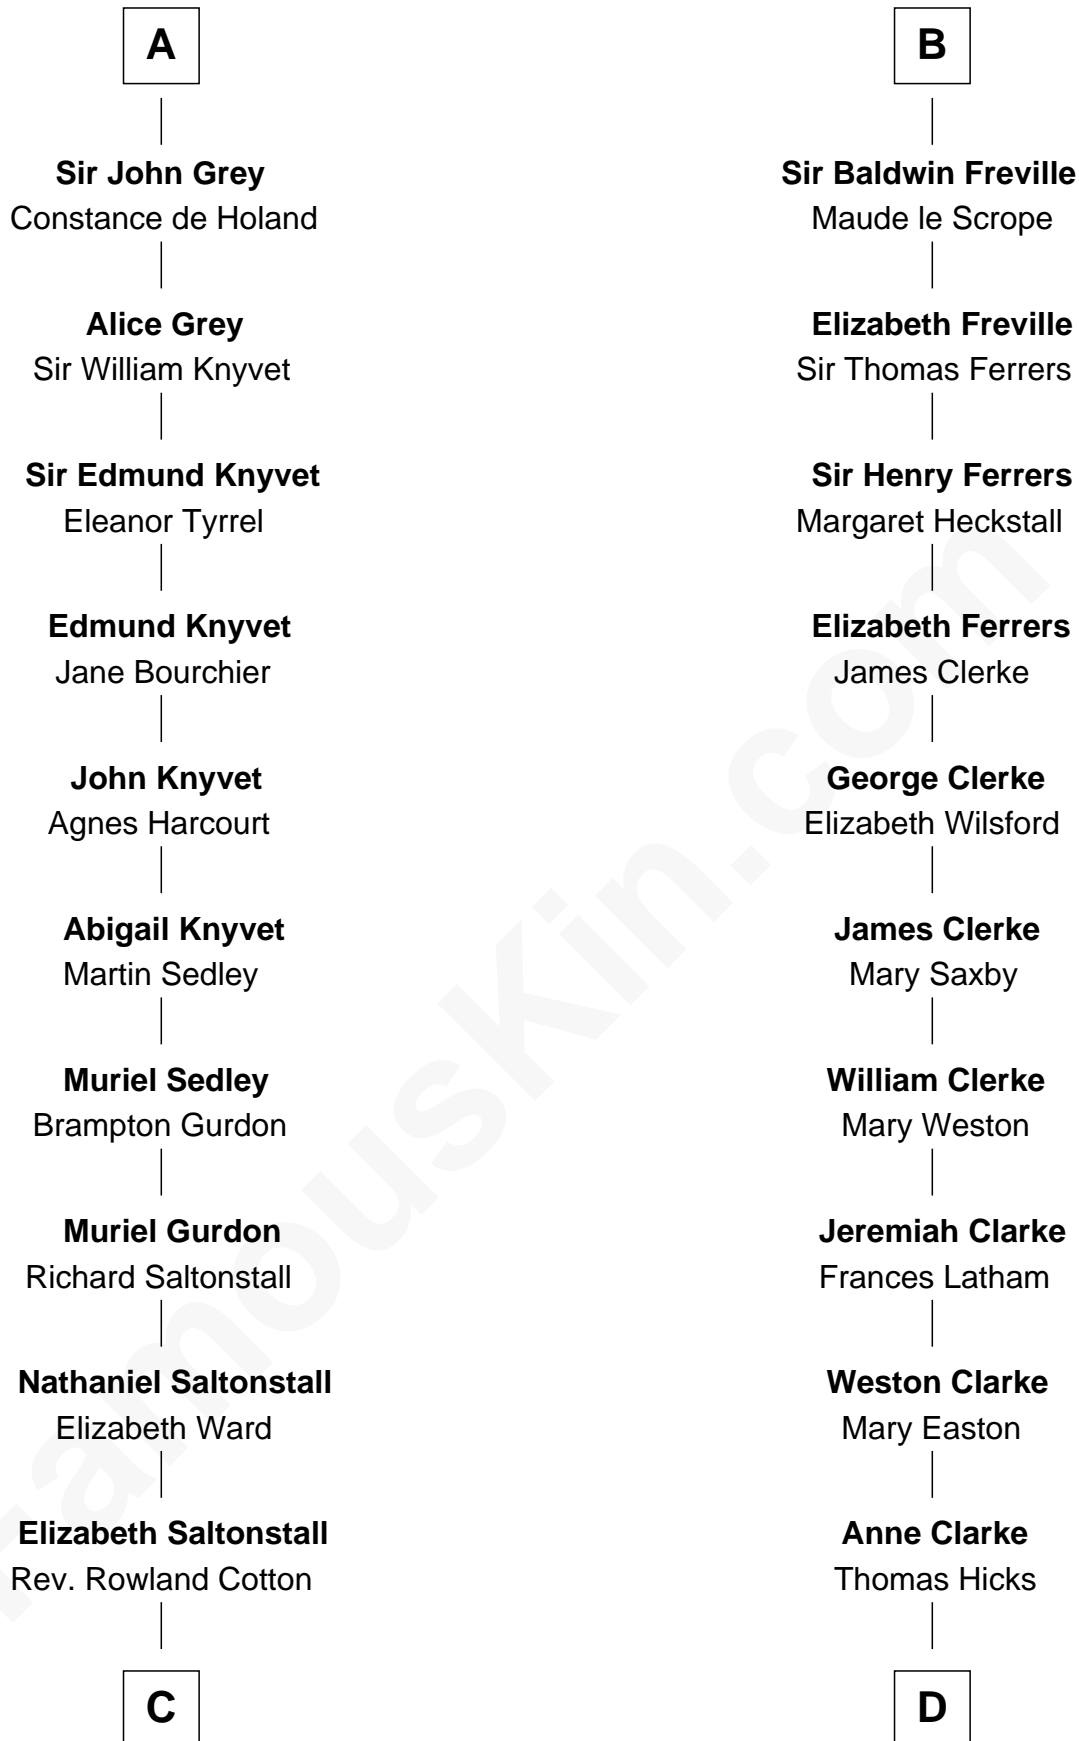 A
Sir John Grey
Constance de Holand
Alice Grey
Sir William Knyvet
Sir Edmund Knyvet
Eleanor Tyrrel
Edmund Knyvet
Jane Bourchier
John Knyvet
Agnes Harcourt
Abigail Knyvet
Martin Sedley
Muriel Sedley
Brampton Gurdon
Muriel Gurdon
Richard Saltonstall
Nathaniel Saltonstall
Elizabeth Ward
Elizabeth Saltonstall
Rev. Rowland Cotton
C
B
Sir Baldwin Freville
Maude le Scrope
Elizabeth Freville
Sir Thomas Ferrers
Sir Henry Ferrers
Margaret Heckstall
Elizabeth Ferrers
James Clerke
George Clerke
Elizabeth Wilsford
James Clerke
Mary Saxby
William Clerke
Mary Weston
Jeremiah Clarke
Frances Latham
Weston Clarke
Mary Easton
Anne Clarke
Thomas Hicks
D
FamousKin.com